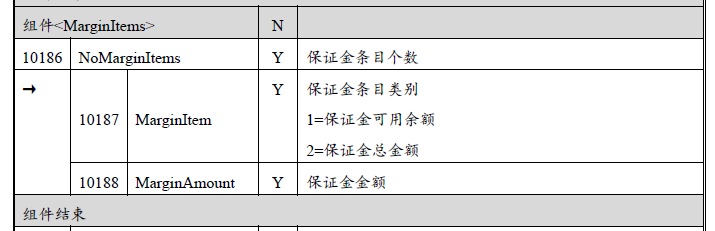 组件<MarginItems> N
10186 NoMarginItems Y 保证金条目个数
➞ Y 保证金条目类别
10187 MarginItem 1=保证金可用余额
2=保证金总金额
10188 MarginAmount Y 保证金金额
组件结束